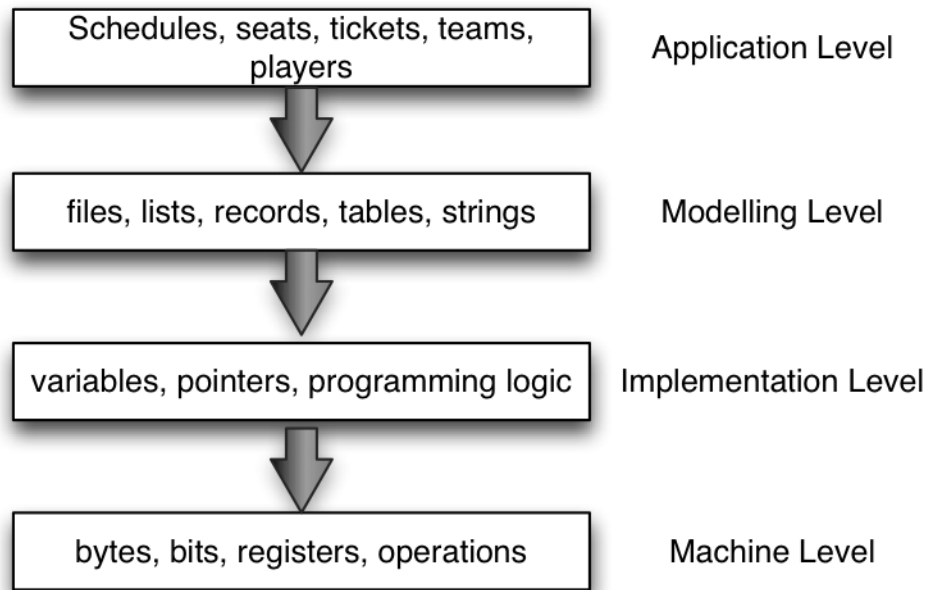 Schedules, seats, tickets, teams,
players
Application Level
files, lists, records, tables, strings
Modelling Level
variables, pointers, programming logic
Implementation Level
bytes, bits, registers, operations
Machine Level